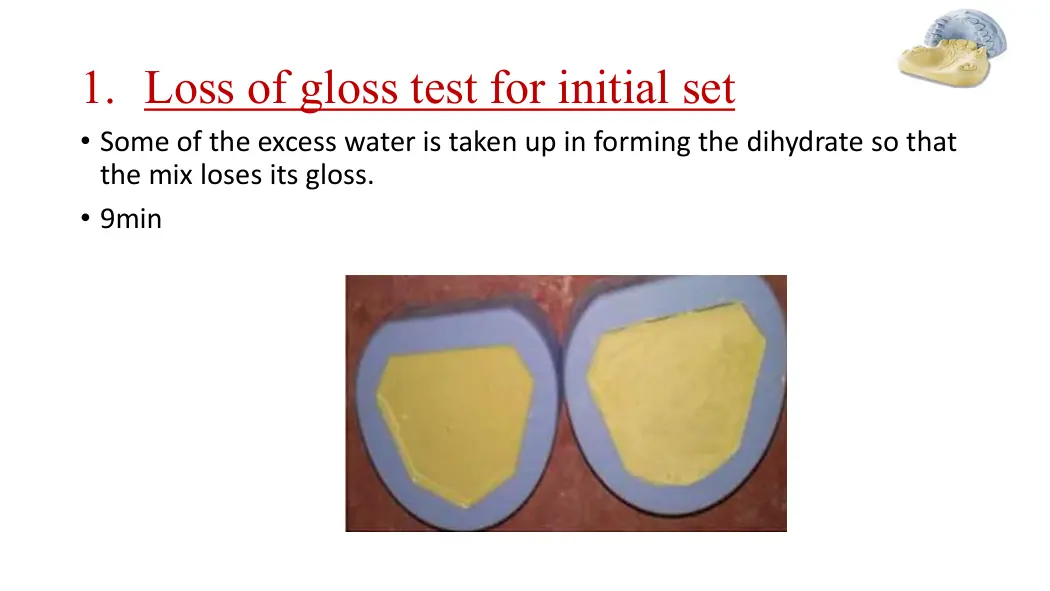 1. Loss of gloss test for initial set
• Some of the excess water is taken up in forming the dihydrate so that
the mix loses its gloss.
• 9min